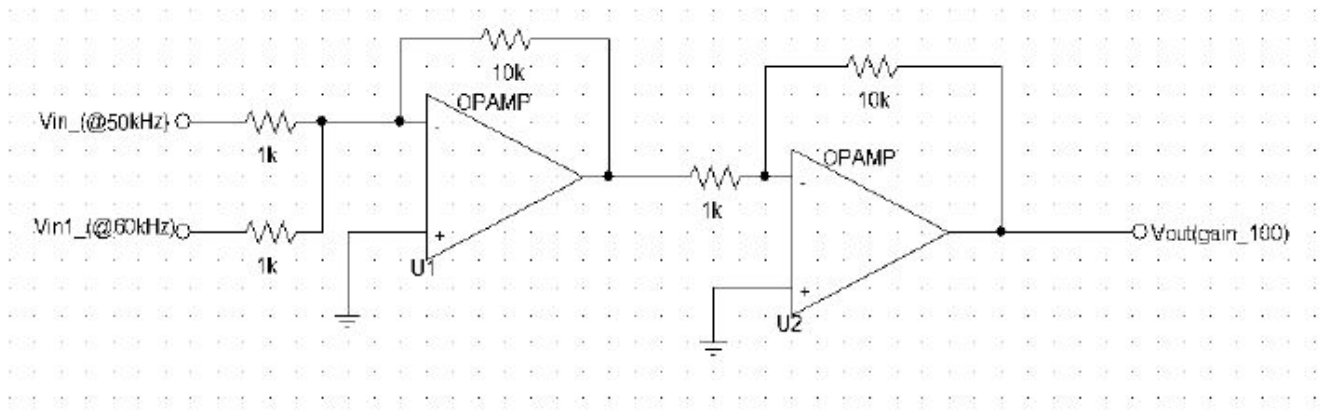 10k
OPAMP
10k
Vin_(@50kHz)
1k
OPAMP
-
-
1k
Vin1_(@60kHz)
+
Vout(gain_100)
1k
U1
+
U2